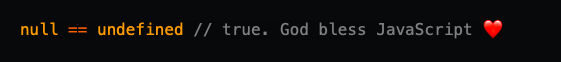 null == undefined // true. God bless JavaScript ❤️